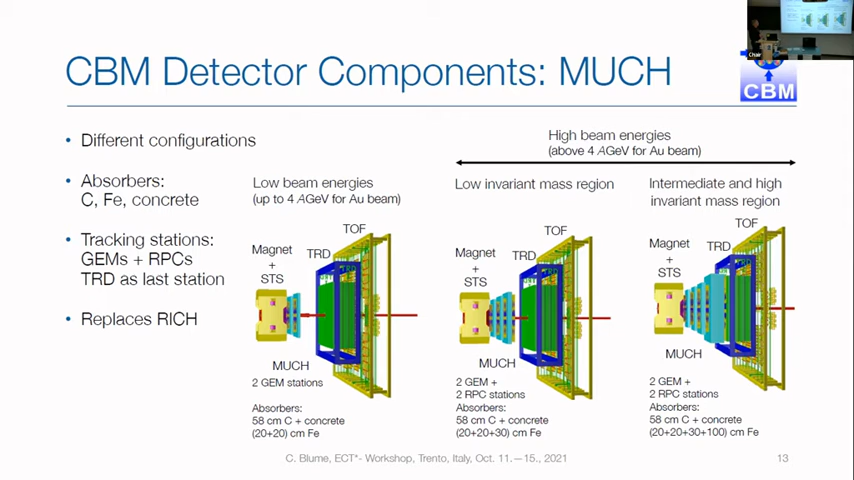 CBM Detector Components: MUCH
Chair
CBM
• Different configurations
• Absorbers:
C, Fe, concrete
• Tracking stations:
GEMs + RPCs
TRD as last station
• Replaces RICH
High beam energies
(above 4 AGeV for Au beam)
Low beam energies
(up to 4 AGeV for Au beam)
Low invariant mass region
Intermediate and high
invariant mass region
TOF
TRD
Magnet
+
STS
MUCH
2 GEM stations
Absorbers:
58 cm C + concrete
(20+20) cm Fe
TOF
TRD
Magnet
+
STS
MUCH
2 GEM +
2 RPC stations
Absorbers:
58 cm C + concrete
(20+20+30) cm Fe
TOF
TRD
Magnet
+
STS
MUCH
2 GEM +
2 RPC stations
Absorbers:
58 cm C + concrete
(20+20+30+100) cm Fe
C. Blume, ECT*- Workshop, Trento, Italy, Oct. 11.—15., 2021
13